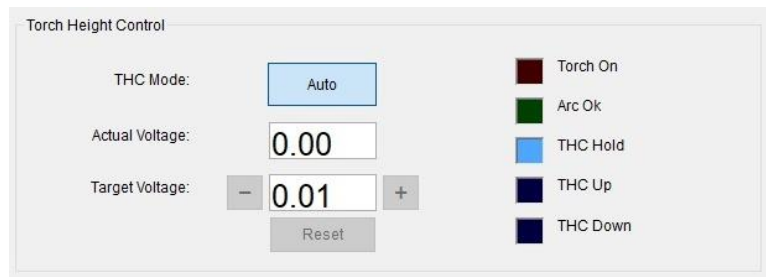 Torch Height Control
THC Mode: Auto
Actual Voltage: 0.00
Target Voltage: − 0.01 +
Reset
Torch On
Arc Ok
THC Hold
THC Up
THC Down